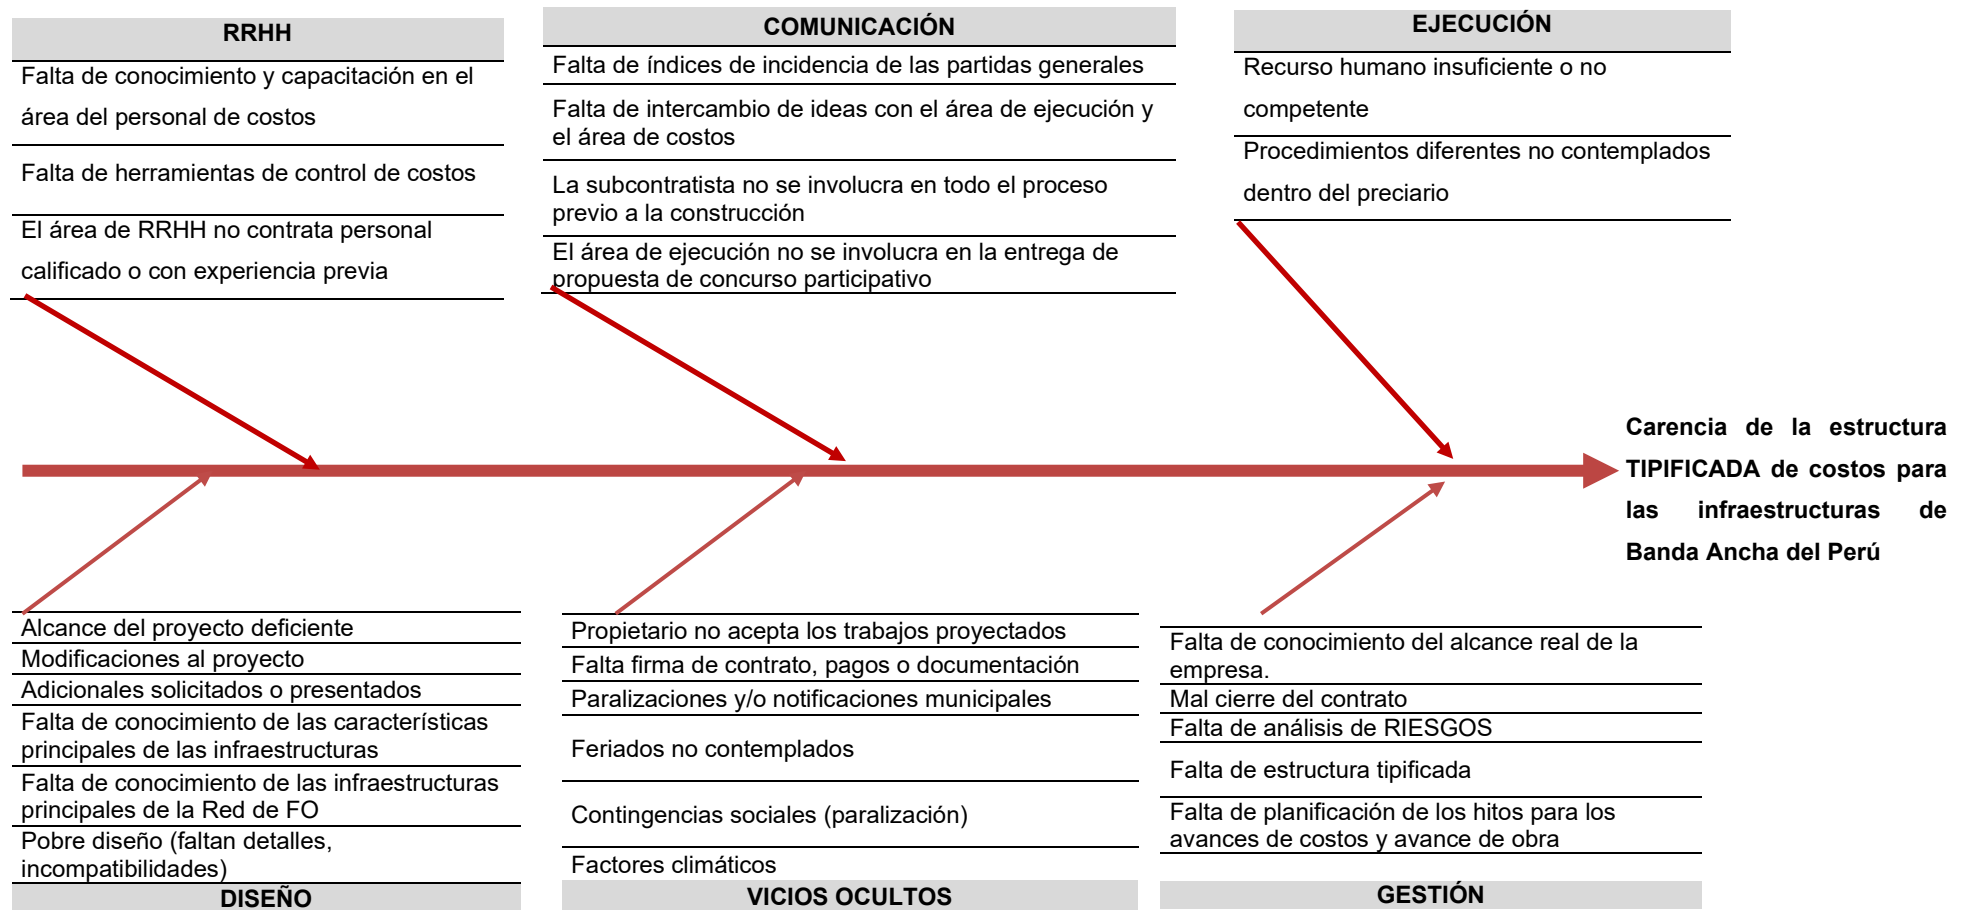 RRHH
Falta de conocimiento y capacitación en el
área del personal de costos
Falta de herramientas de control de costos
El área de RRHH no contrata personal
calificado o con experiencia previa
COMUNICACIÓN
Falta de índices de incidencia de las partidas generales
Falta de intercambio de ideas con el área de ejecución y
el área de costos
La subcontratista no se involucra en todo el proceso
previo a la construcción
El área de ejecución no se involucra en la entrega de
propuesta de concurso participativo
EJECUCIÓN
Recurso humano insuficiente o no
competente
Procedimientos diferentes no contemplados
dentro del preciario
Carencia de la estructura
TIPIFICADA de costos para
las infraestructuras de
Banda Ancha del Perú
Alcance del proyecto deficiente
Modificaciones al proyecto
Adicionales solicitados o presentados
Falta de conocimiento de las características
principales de las infraestructuras
Falta de conocimiento de las infraestructuras
principales de la Red de FO
Pobre diseño (faltan detalles,
incompatibilidades)
DISEÑO
Propietario no acepta los trabajos proyectados
Falta firma de contrato, pagos o documentación
Paralizaciones y/o notificaciones municipales
Feriados no contemplados
Contingencias sociales (paralización)
Factores climáticos
VICIOS OCULTOS
Falta de conocimiento del alcance real de la
empresa.
Mal cierre del contrato
Falta de análisis de RIESGOS
Falta de estructura tipificada
Falta de planificación de los hitos para los
avances de costos y avance de obra
GESTIÓN